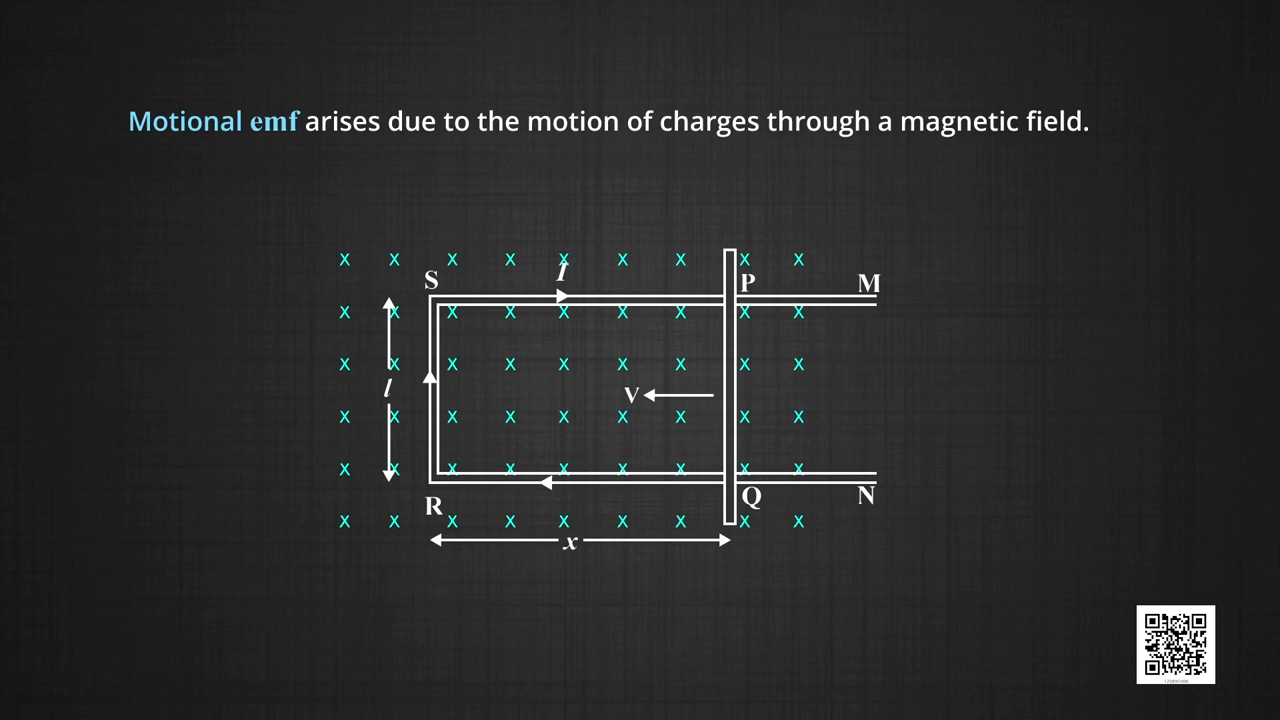 Motional emf arises due to the motion of charges through a magnetic field.
x x x x x x x x x
S I P M
x x x x x x x x x
x x x x x x x x x
l V
x x x x x x x x x
x x x x x x x x x
R Q N
x x x x x x x x x
x